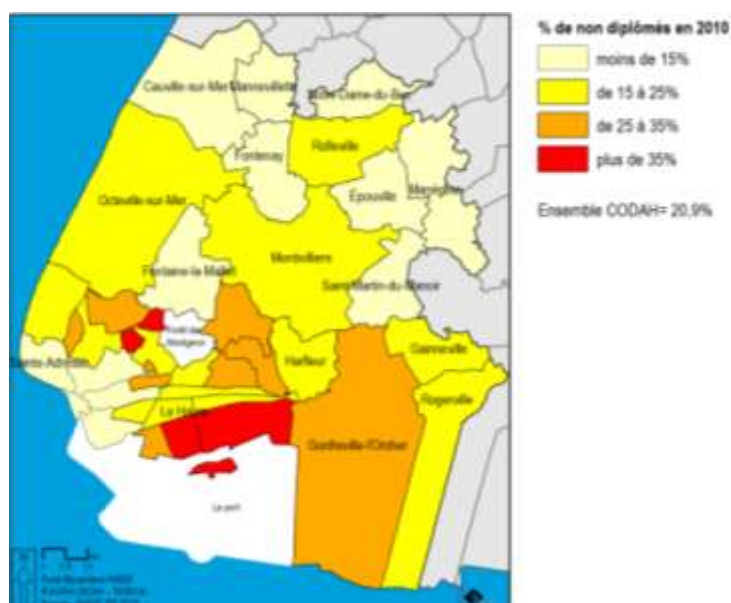 % de non diplômés en 2010
moins de 15%
de 15 à 25%
de 25 à 35%
plus de 35%
Ensemble CODAH= 20,9%
Cauville-sur-Mer
Mannevillette
Notre-Dame-du-Bec
Rolleville
Fontenay
Octeville-sur-Mer
Épouville
Manéglise
Montivilliers
Fontaine-la-Mallet
Saint-Martin-du-Manoir
Sainte-Adresse
Harfleur
Gainneville
Rogerville
Le Havre
Gonfreville-l'Orcher
Le port